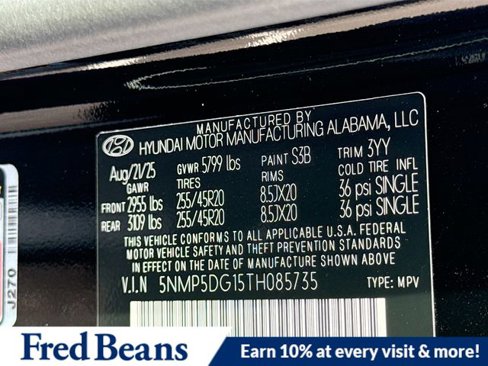 MANUFACTURED BY
HYUNDAI MOTOR MANUFACTURING ALABAMA, LLC
Aug/21/25 GVWR 5799 lbs PAINT S3B TRIM 3YY
GAWR TIRES RIMS COLD TIRE INFL
FRONT 2955 lbs 255/45R20 8.5JX20 36 psi SINGLE
REAR 3109 lbs 255/45R20 8.5JX20 36 psi SINGLE
THIS VEHICLE CONFORMS TO ALL APPLICABLE U.S.A. FEDERAL
MOTOR VEHICLE SAFETY AND THEFT PREVENTION STANDARDS
IN EFFECT ON THE DATE OF MANUFACTURE SHOWN ABOVE.
V.I.N 5NMP5DG15TH085735 TYPE: MPV
J270
Fred Beans
Earn 10% at every visit & more!